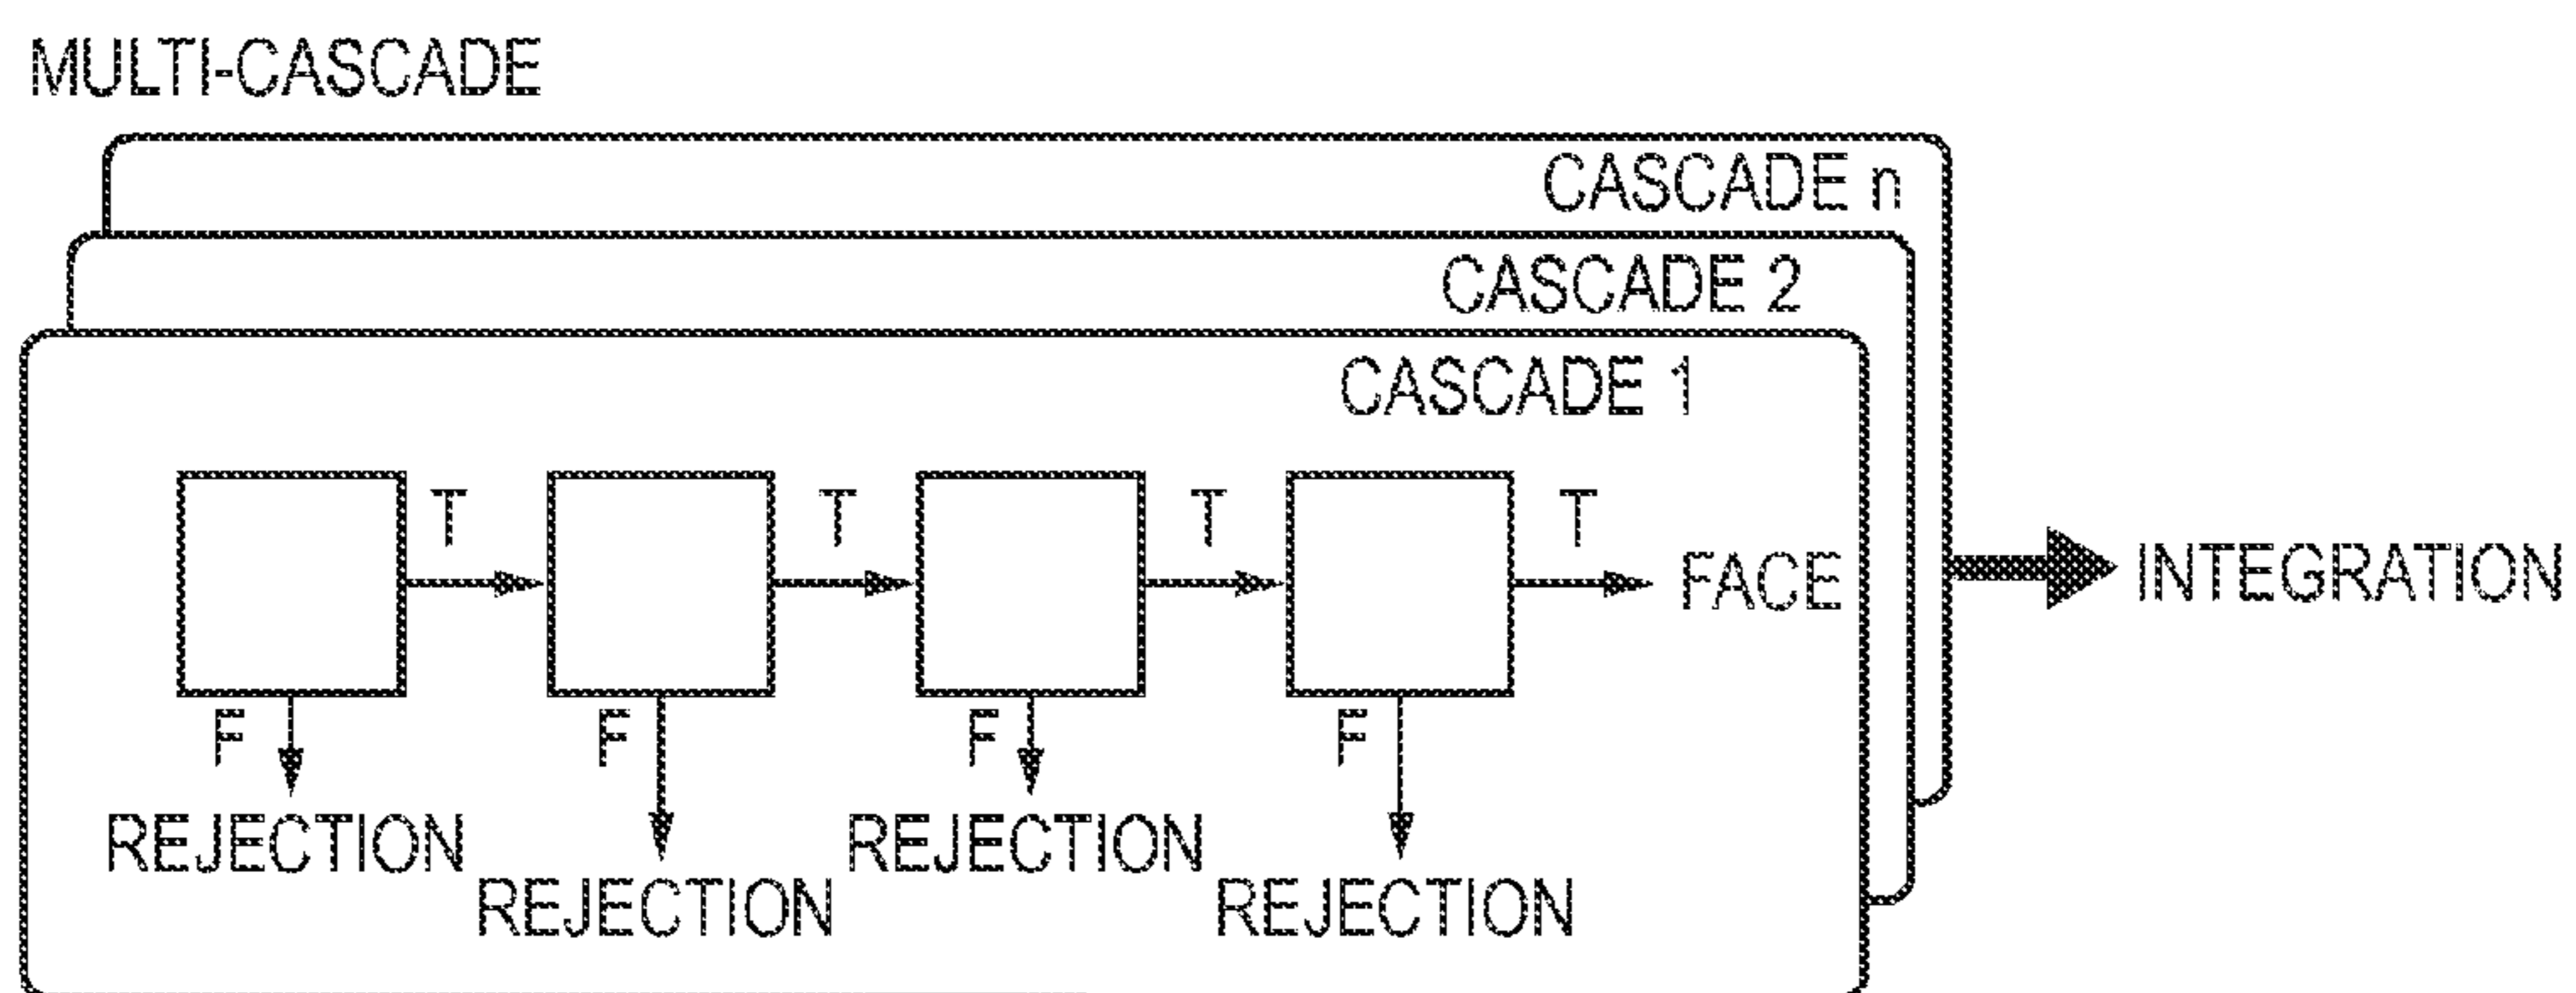 MULTI-CASCADE
CASCADE n
CASCADE 2
CASCADE 1
T T T T
FACE
INTEGRATION
F F F F
REJECTION REJECTION
REJECTION REJECTION